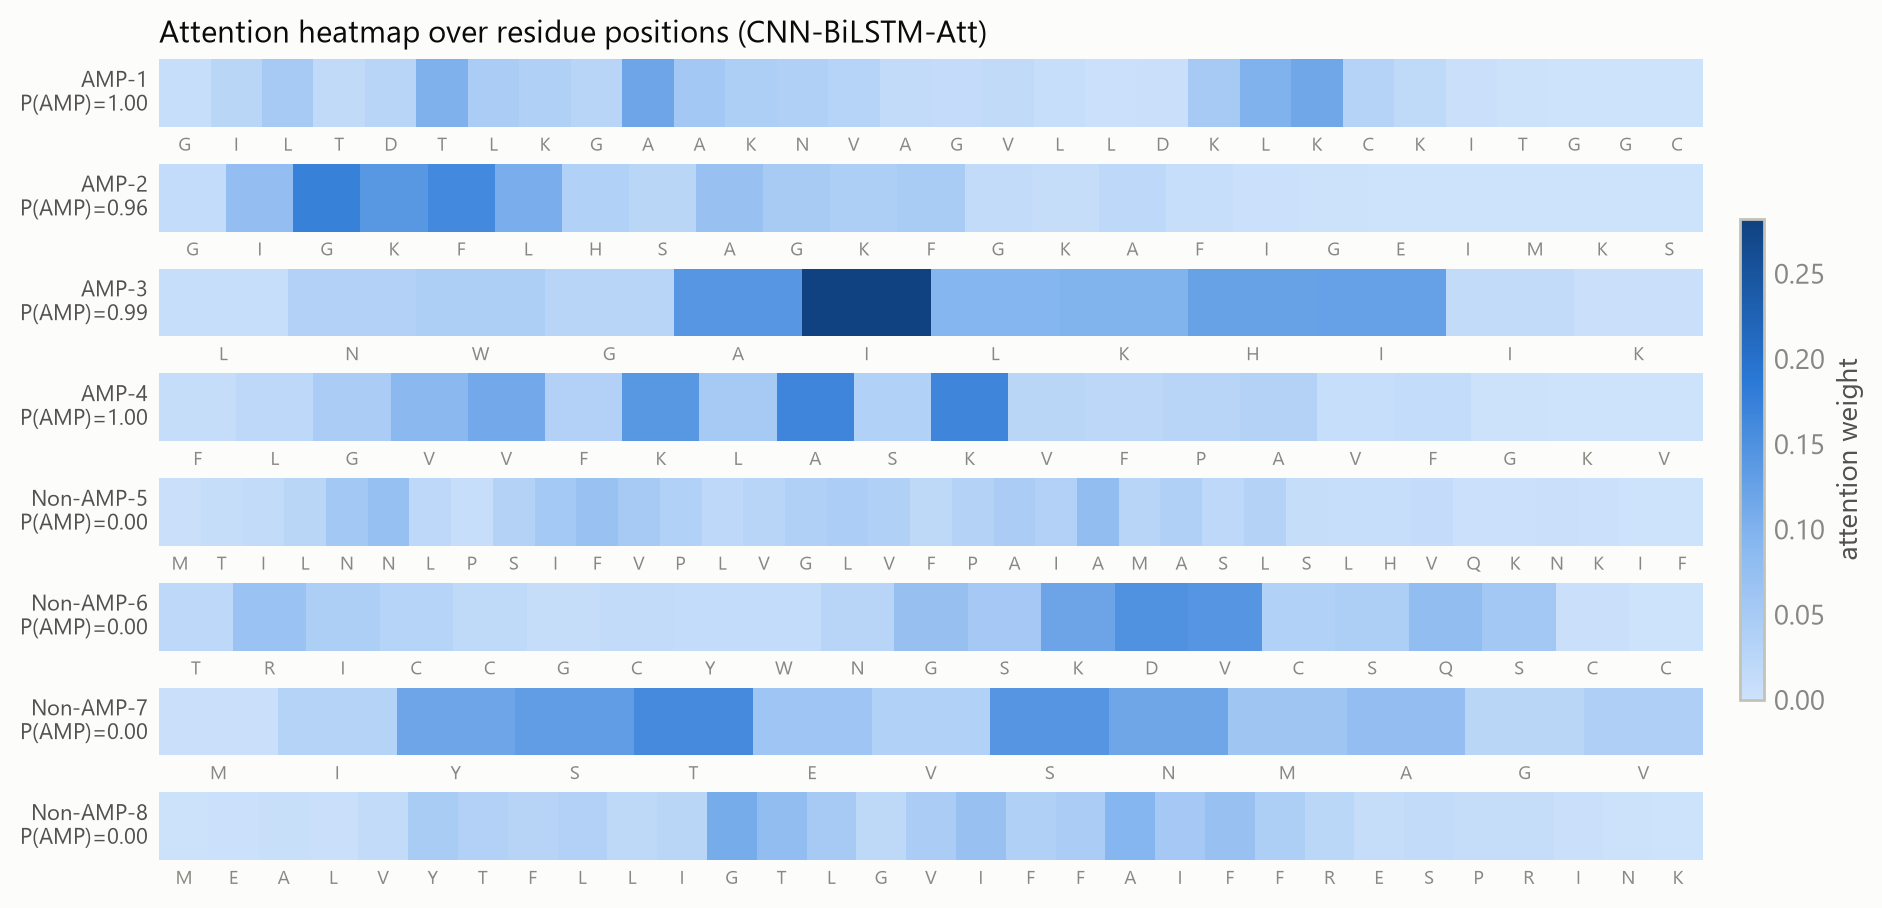 Attention heatmap over residue positions (CNN-BiLSTM-Att)
AMP-1
P(AMP)=1.00
G I L T D T L K G A A K N V A G V L L D K L K C K I T G G C
AMP-2
P(AMP)=0.96
G I G K F L H S A G K F G K A F I G E I M K S
AMP-3
P(AMP)=0.99
L N W G A I L K H I I K
AMP-4
P(AMP)=1.00
F L G V V F K L A S K V F P A V F G K V
Non-AMP-5
P(AMP)=0.00
M T I L N N L P S I F V P L V G L V F P A I A M A S L S L H V Q K N K I F
Non-AMP-6
P(AMP)=0.00
T R I C C G C Y W N G S K D V C S Q S C C
Non-AMP-7
P(AMP)=0.00
M I Y S T E V S N M A G V
Non-AMP-8
P(AMP)=0.00
M E A L V Y T F L L I G T L G V I F F A I F F R E S P R I N K
0.25
0.20
0.15
0.10
0.05
0.00
attention weight